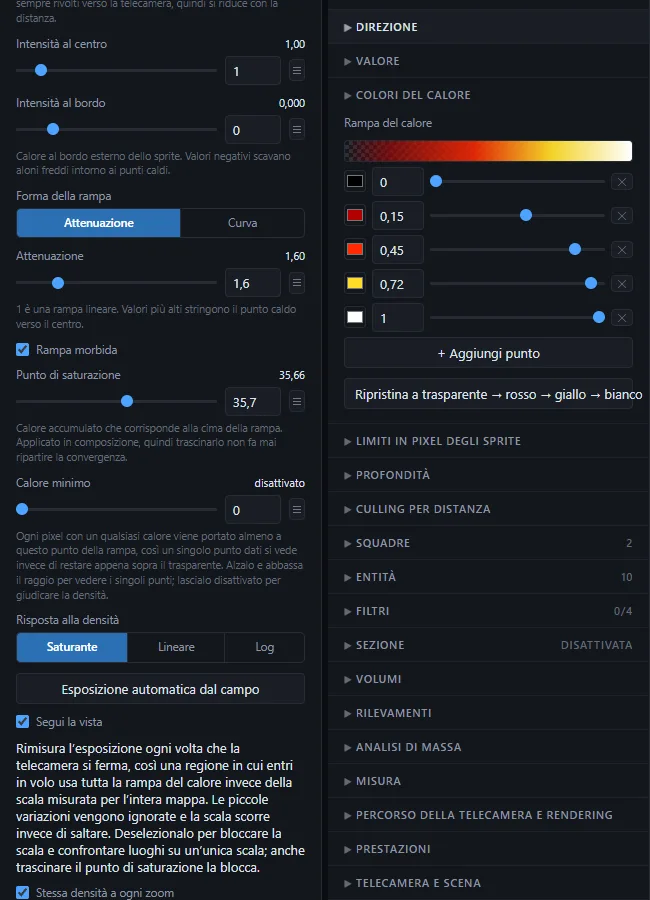 sempre rivolti verso la telecamera, quindi si riduce con la
distanza.
Intensità al centro 1,00
1
Intensità al bordo 0,000
0
Calore al bordo esterno dello sprite. Valori negativi scavano
aloni freddi intorno ai punti caldi.
Forma della rampa
Attenuazione Curva
Attenuazione 1,60
1,6
1 è una rampa lineare. Valori più alti stringono il punto caldo
verso il centro.
Rampa morbida
Punto di saturazione 35,66
35,7
Calore accumulato che corrisponde alla cima della rampa.
Applicato in composizione, quindi trascinarlo non fa mai
ripartire la convergenza.
Calore minimo disattivato
0
Ogni pixel con un qualsiasi calore viene portato almeno a
questo punto della rampa, così un singolo punto dati si vede
invece di restare appena sopra il trasparente. Alzalo e abbassa
il raggio per vedere i singoli punti; lascialo disattivato per
giudicare la densità.
Risposta alla densità
Saturante Lineare Log
Esposizione automatica dal campo
Segui la vista
Rimisura l'esposizione ogni volta che la
telecamera si ferma, così una regione in cui entri
in volo usa tutta la rampa del calore invece della
scala misurata per l'intera mappa. Le piccole
variazioni vengono ignorate e la scala scorre
invece di saltare. Deselezionalo per bloccare la
scala e confrontare luoghi su un'unica scala; anche
trascinare il punto di saturazione la blocca.
Stessa densità a ogni zoom
DIREZIONE
VALORE
COLORI DEL CALORE
Rampa del calore
0
0,15
0,45
0,72
1
+ Aggiungi punto
Ripristina a trasparente → rosso → giallo → bianco
LIMITI IN PIXEL DEGLI SPRITE
PROFONDITÀ
CULLING PER DISTANZA
SQUADRE 2
ENTITÀ 10
FILTRI 0/4
SEZIONE DISATTIVATA
VOLUMI
RILEVAMENTI
ANALISI DI MASSA
MISURA
PERCORSO DELLA TELECAMERA E RENDERING
PRESTAZIONI
TELECAMERA E SCENA